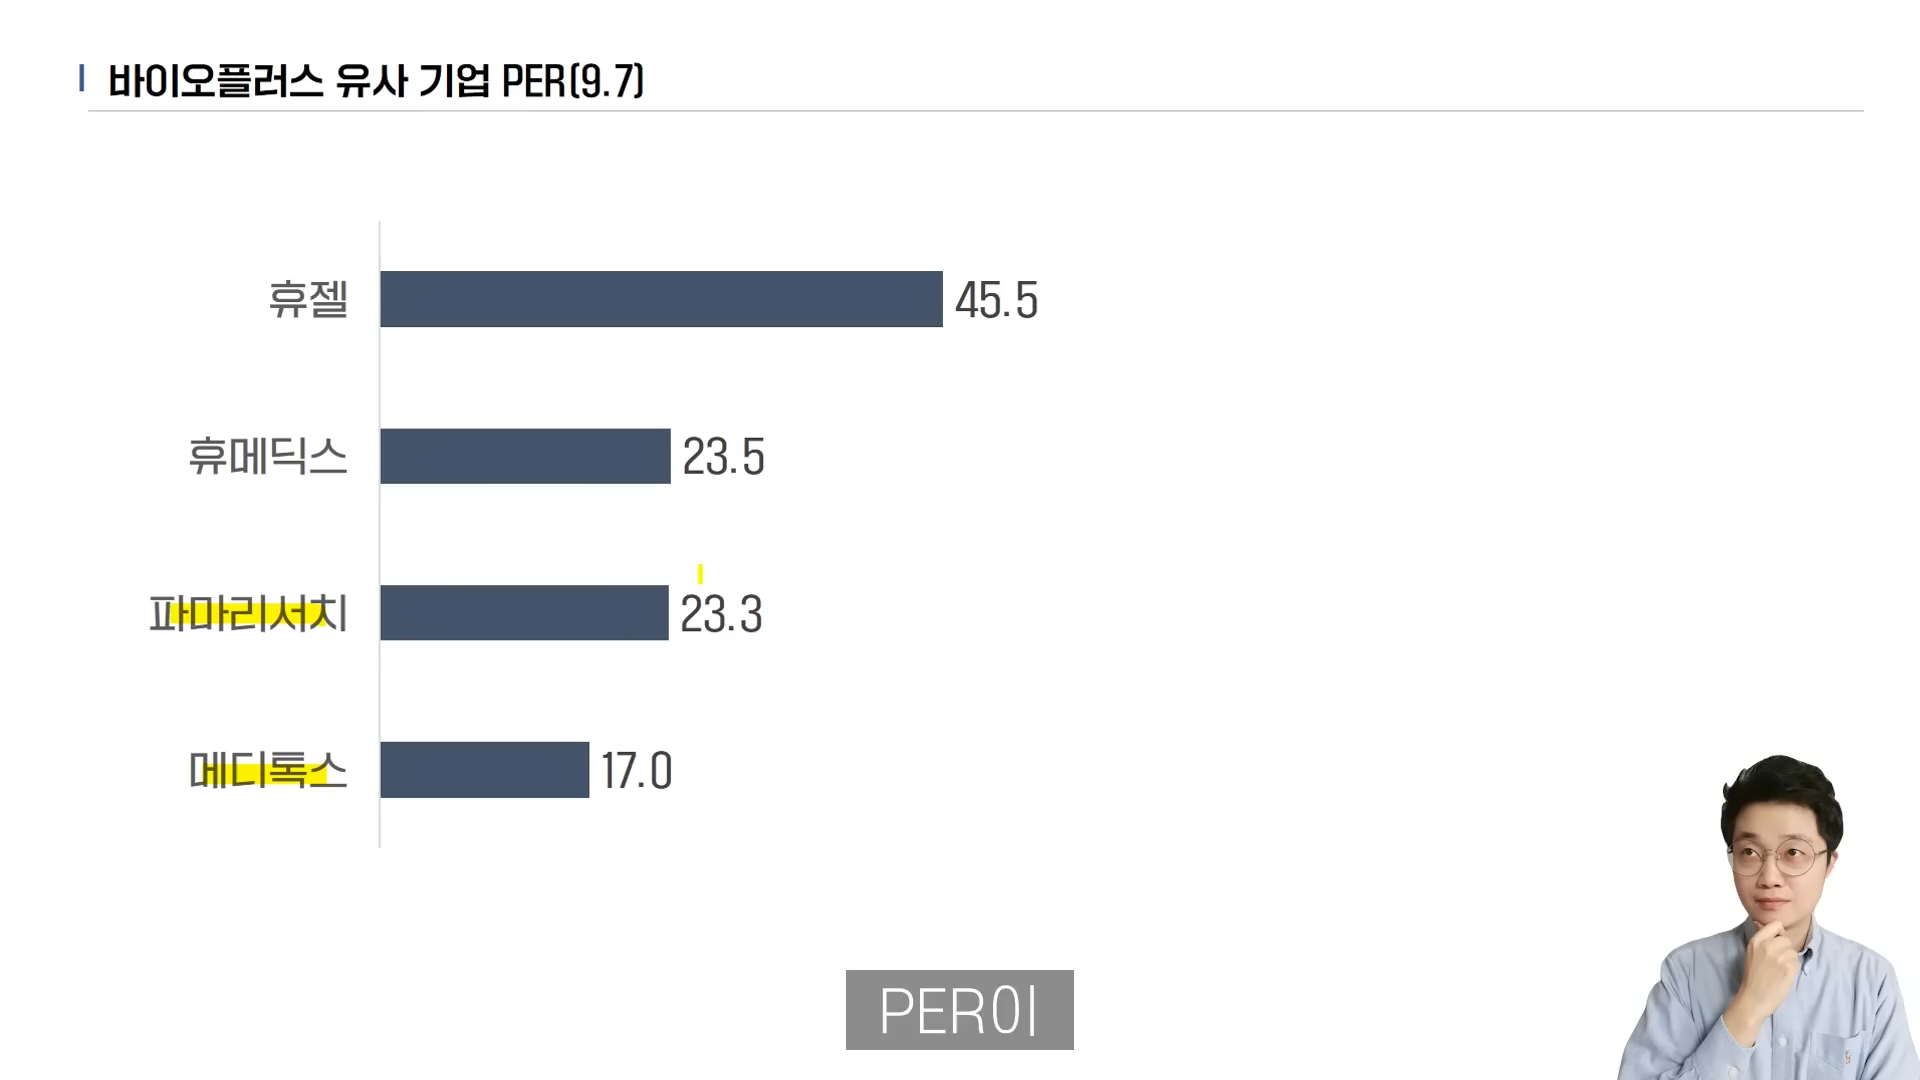 바이오플러스 유사 기업 PER(9.7)
휴젤 45.5
휴메딕스 23.5
파마리서치 23.3
메디톡스 17.0
PER이